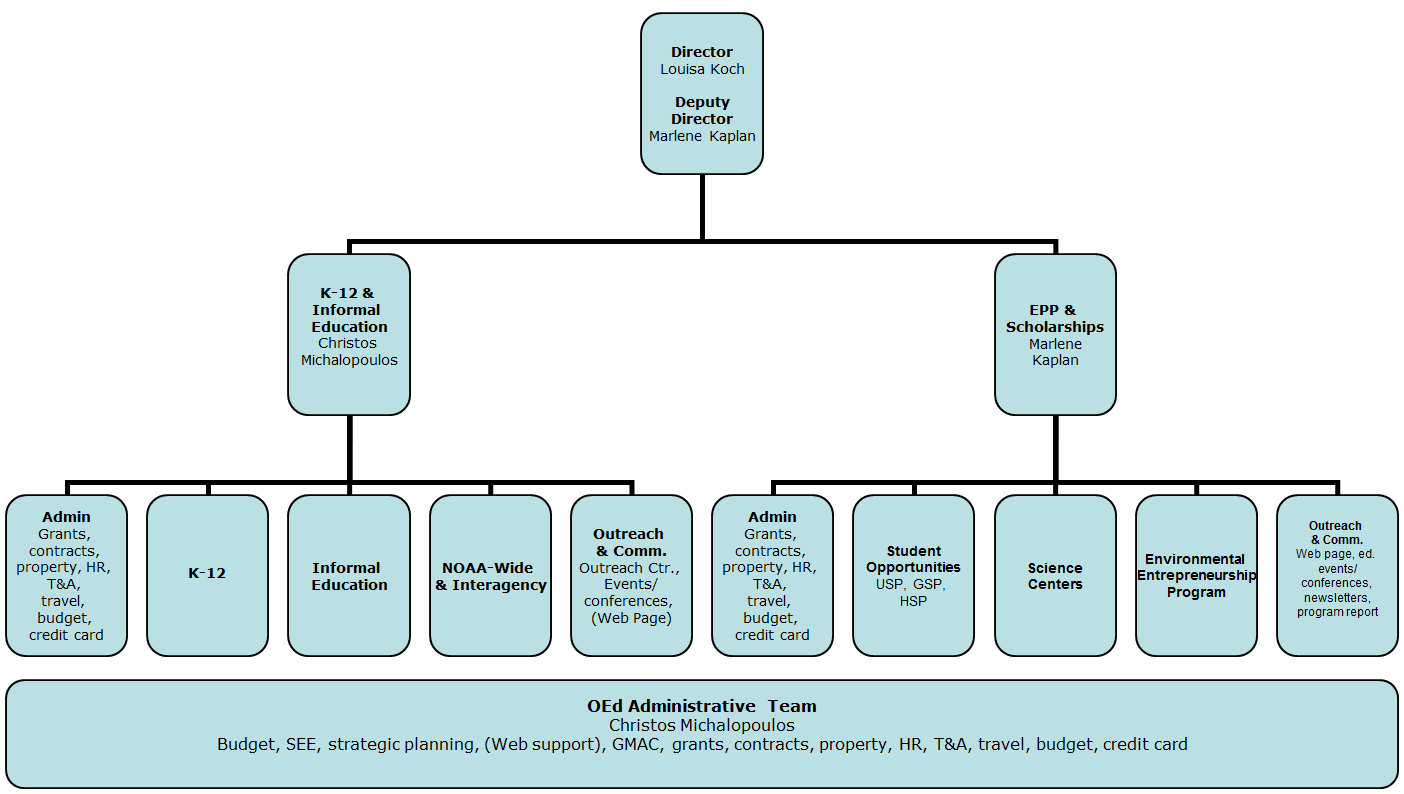 Director
Louisa Koch
Deputy
Director
Marlene Kaplan
K-12 &
Informal
Education
Christos
Michalopoulos
EPP &
Scholarships
Marlene
Kaplan
Admin
Grants,
contracts,
property, HR,
T&A,
travel,
budget,
credit card
K-12
Informal
Education
NOAA-Wide
& Interagency
Outreach
& Comm.
Outreach Ctr.,
Events/
conferences,
(Web Page)
Admin
Grants,
contracts,
property, HR,
T&A,
travel,
budget,
credit card
Student
Opportunities
USP, GSP,
HSP
Science
Centers
Environmental
Entrepreneurship
Program
Outreach
& Comm.
Web page, ed.
events/
conferences,
newsletters,
program report
OEd Administrative Team
Christos Michalopoulos
Budget, SEE, strategic planning, (Web support), GMAC, grants, contracts, property, HR, T&A, travel, budget, credit card